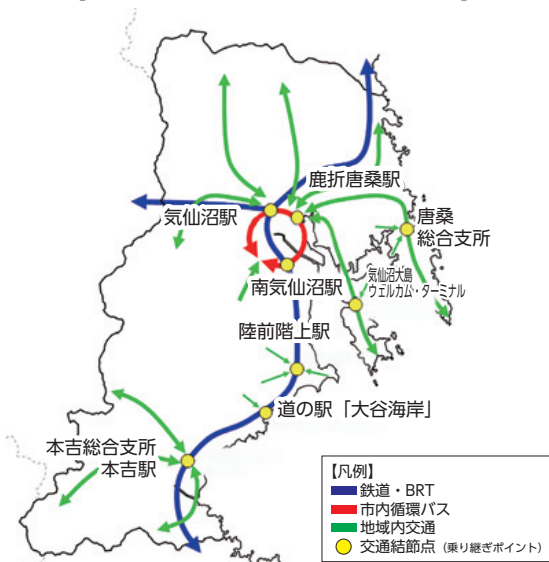 鹿折唐桑駅
気仙沼駅
唐桑
総合支所
気仙沼大島
ウェルカム・ターミナル
南気仙沼駅
陸前階上駅
道の駅「大谷海岸」
本吉総合支所
本吉駅
【凡例】
鉄道・BRT
市内循環バス
地域内交通
交通結節点（乗り継ぎポイント）